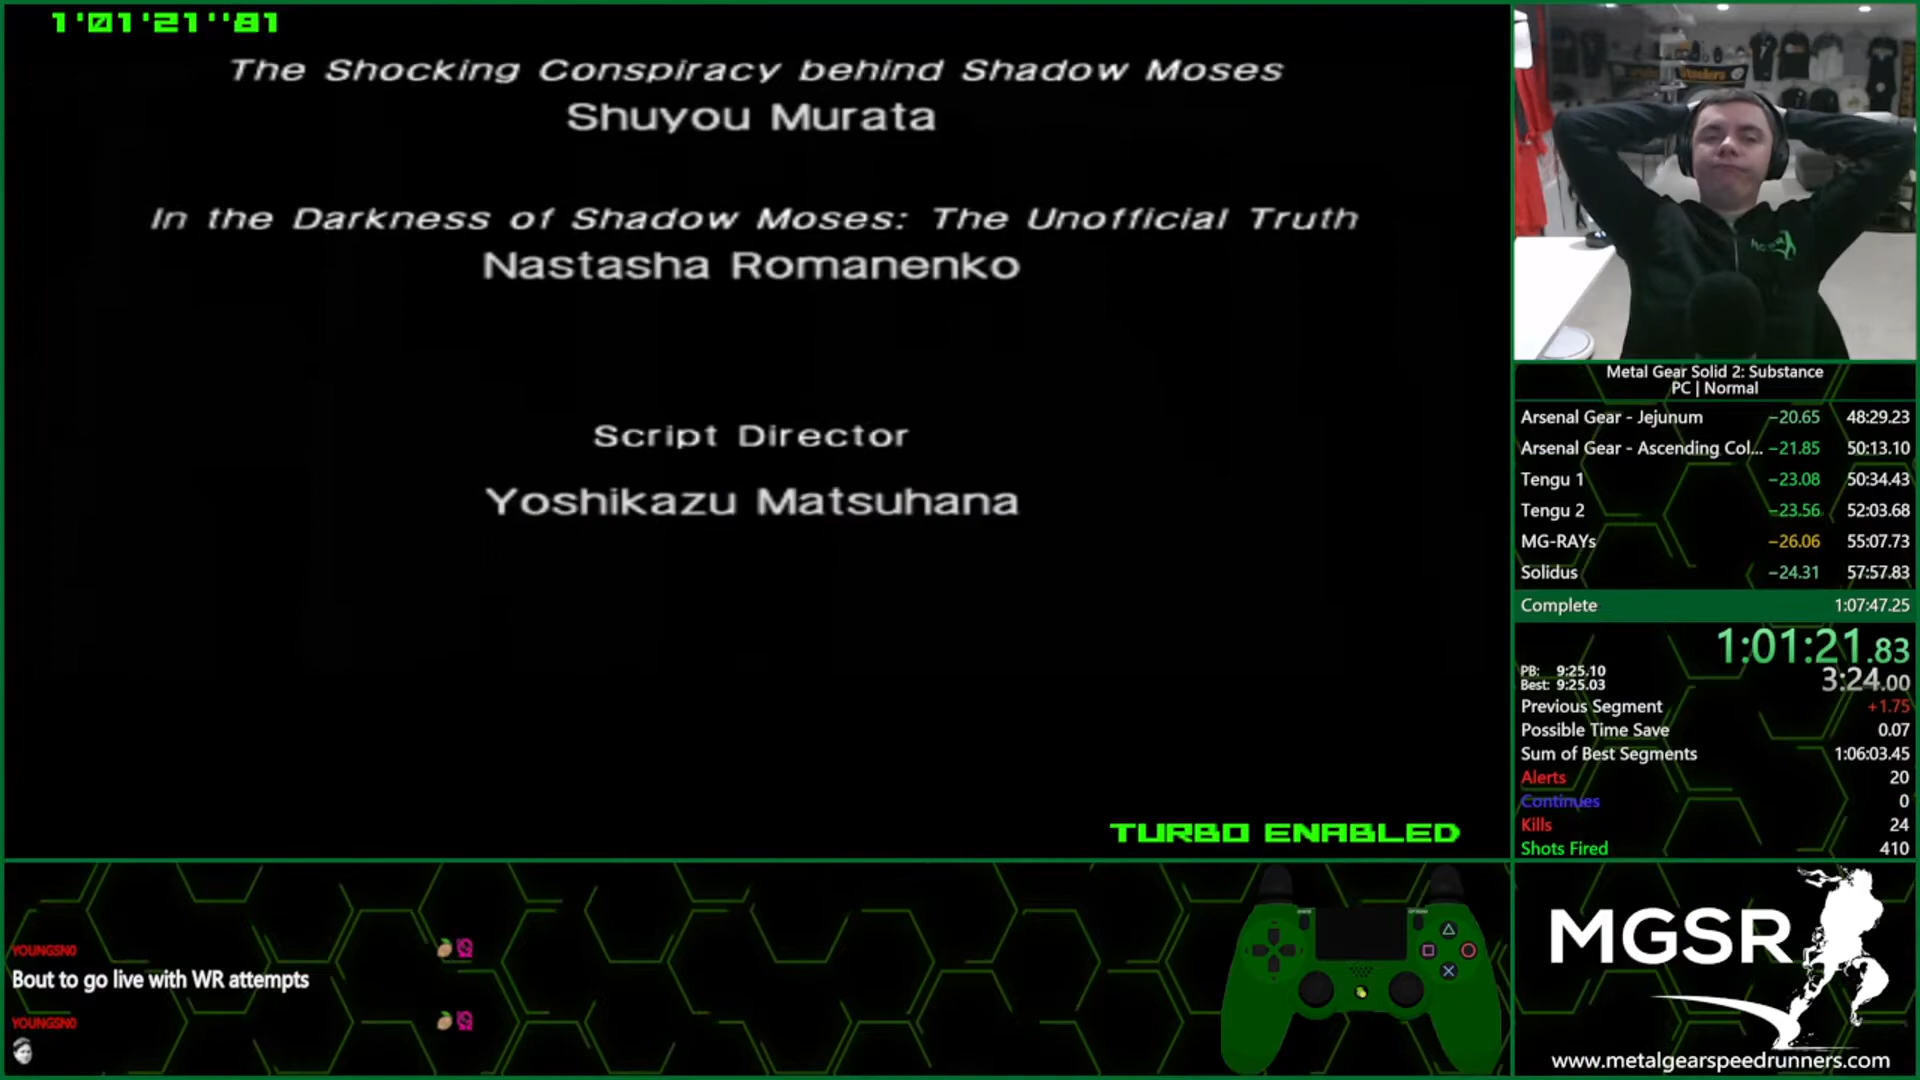 1'01'21"81
The Shocking Conspiracy behind Shadow Moses
Shuyou Murata
In the Darkness of Shadow Moses: The Unofficial Truth
Nastasha Romanenko
Script Director
Yoshikazu Matsuhana
TURBO ENABLED
Steelers
Metal Gear Solid 2: Substance
PC | Normal
Arsenal Gear - Jejunum −20.65 48:29.23
Arsenal Gear - Ascending Col... −21.85 50:13.10
Tengu 1 −23.08 50:34.43
Tengu 2 −23.56 52:03.68
MG-RAYs −26.06 55:07.73
Solidus −24.31 57:57.83
Complete 1:07:47.25
1:01:21.83
PB: 9:25.10
Best: 9:25.03
3:24.00
Previous Segment +1.75
Possible Time Save 0.07
Sum of Best Segments 1:06:03.45
Alerts 20
Continues 0
Kills 24
Shots Fired 410
YOUNGSN0
Bout to go live with WR attempts
YOUNGSN0
MGSR
www.metalgearspeedrunners.com